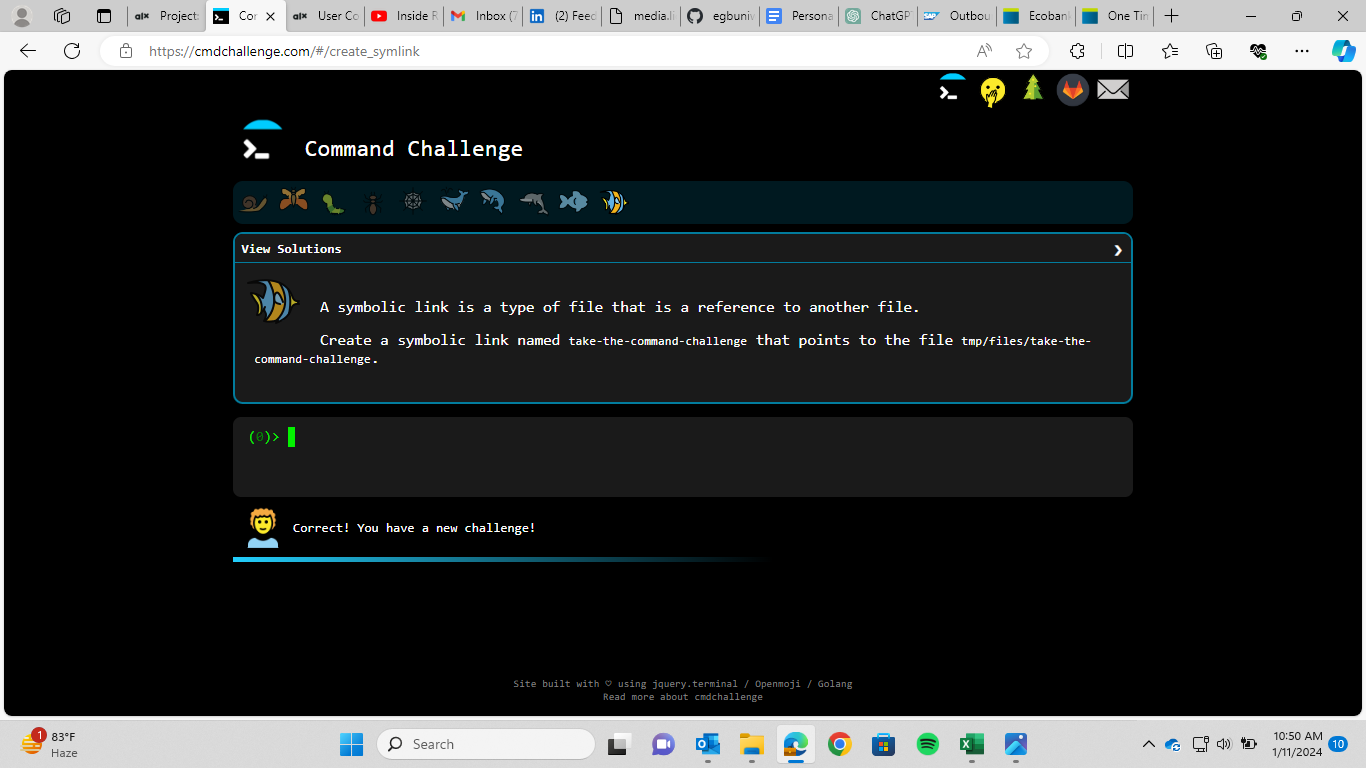 Project:
Cor
User Co
Inside R
Inbox (7
(2) Feed
media.li
egbuniv
Persona
ChatGP
Outbou
Ecobank
One Tim
https://cmdchallenge.com/#/create_symlink
Command Challenge
View Solutions
A symbolic link is a type of file that is a reference to another file.
Create a symbolic link named take-the-command-challenge that points to the file tmp/files/take-the-
command-challenge.
(0)>
Correct! You have a new challenge!
Site built with ♡ using jquery.terminal / Openmoji / Golang
Read more about cmdchallenge
1
83°F
Haze
Search
10:50 AM
1/11/2024
10